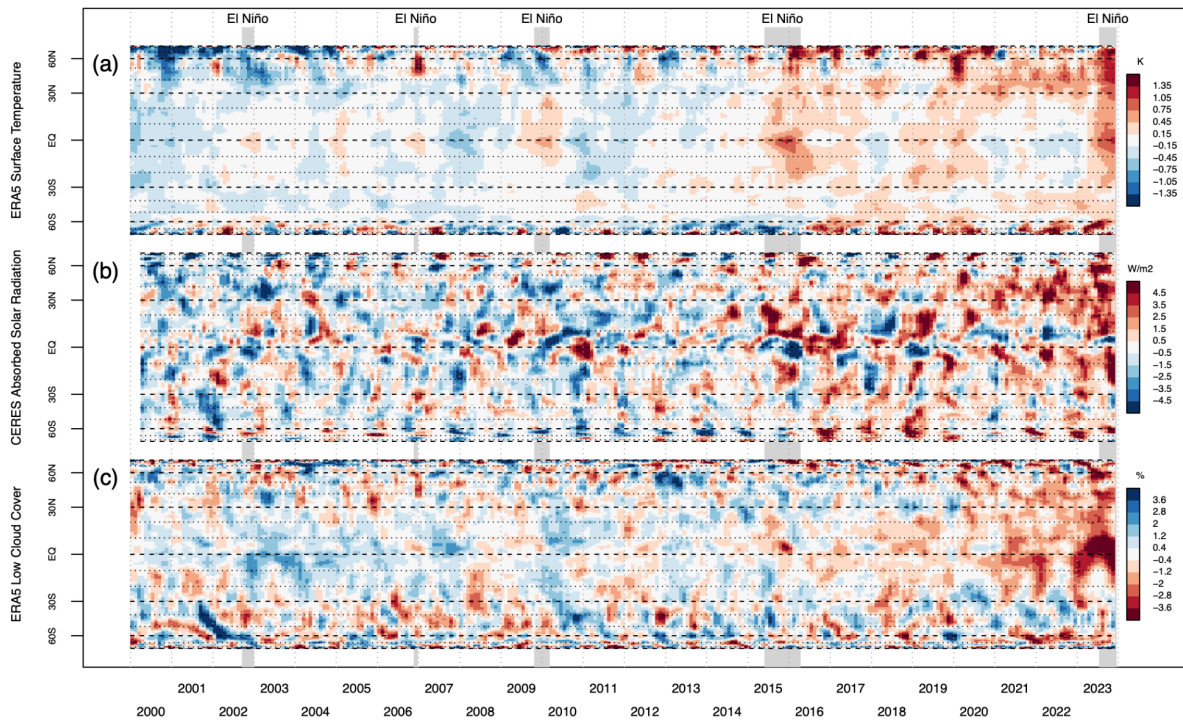 El Niño El Niño El Niño El Niño El Niño
(a)
ERA5 Surface Temperature
60N
30N
EQ
30S
60S
K
1.35
1.05
0.75
0.45
0.15
−0.15
−0.45
−0.75
−1.05
−1.35
(b)
CERES Absorbed Solar Radiation
60N
30N
EQ
30S
60S
W/m2
4.5
3.5
2.5
1.5
0.5
−0.5
−1.5
−2.5
−3.5
−4.5
(c)
ERA5 Low Cloud Cover
60N
30N
EQ
30S
60S
%
3.6
2.8
2
1.2
0.4
−0.4
−1.2
−2
−2.8
−3.6
2001 2003 2005 2007 2009 2011 2013 2015 2017 2019 2021 2023
2000 2002 2004 2006 2008 2010 2012 2014 2016 2018 2020 2022